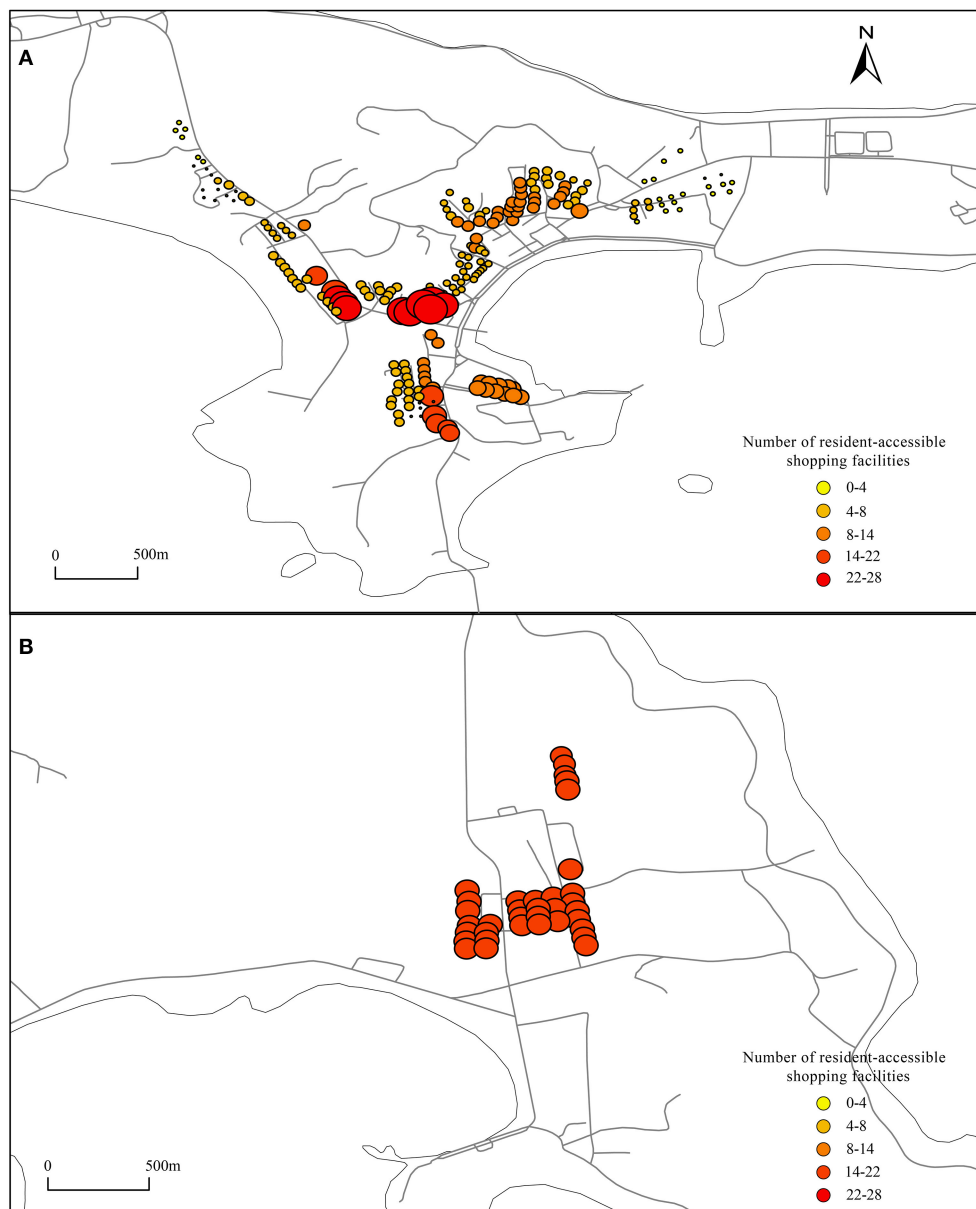 A
N
Number of resident-accessible
shopping facilities
0-4
4-8
8-14
14-22
22-28
0 500m
B
Number of resident-accessible
shopping facilities
0-4
4-8
8-14
14-22
22-28
0 500m